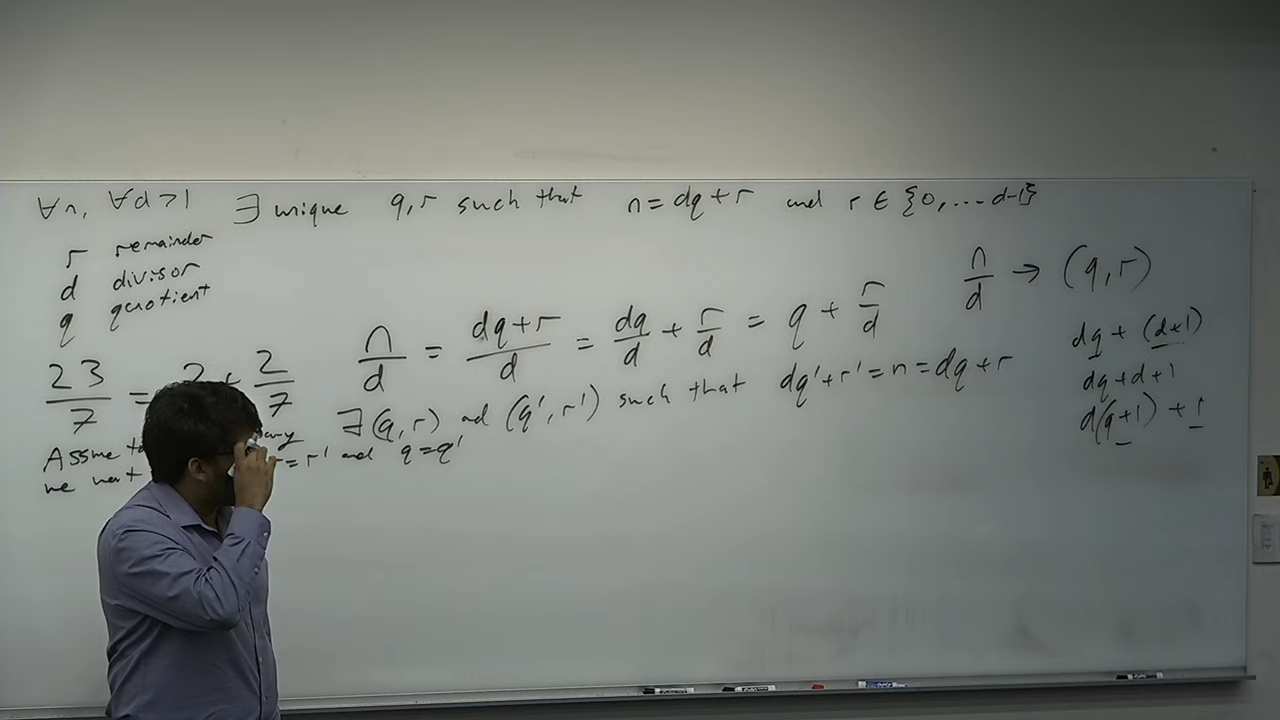 ∀n, ∀d>1 ∃ unique q,r such that n=dq+r and r∈{0,...d-1}
r remainder
d divisor
q quotient
n/d → (q,r)
n/d = (dq+r)/d = dq/d + r/d = q + r/d
23/7 = + 2/7
dq + (d+1)
dq+d+1
d(q+1) + 1
Assume ∃(q,r) and (q',r') such that dq'+r'=n=dq+r
we want r=r' and q=q'